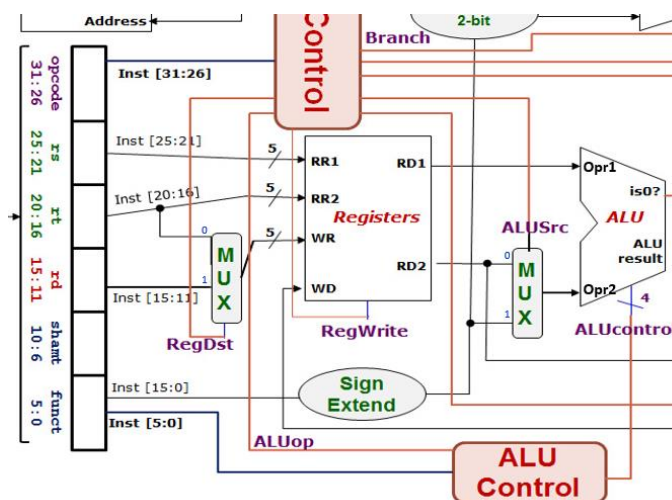 Address
2-bit
Control
Branch
opcode
31:26
Inst [31:26]
rs
25:21
Inst [25:21]
5
RR1
RD1
Opr1
is0?
rt
20:16
Inst [20:16]
5
RR2
Registers
ALUSrc
ALU
ALU
result
0
MUX
1
5
WR
RD2
0
MUX
1
Opr2
4
rd
15:11
Inst [15:11]
WD
RegDst
RegWrite
ALUcontrol
shamt
10:6
Inst [15:0]
Sign
Extend
funct
5:0
Inst [5:0]
ALUop
ALU
Control